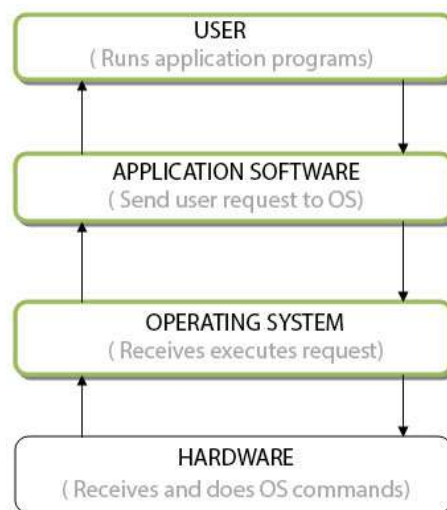 USER
( Runs application programs)
APPLICATION SOFTWARE
( Send user request to OS)
OPERATING SYSTEM
( Receives executes request)
HARDWARE
( Receives and does OS commands)